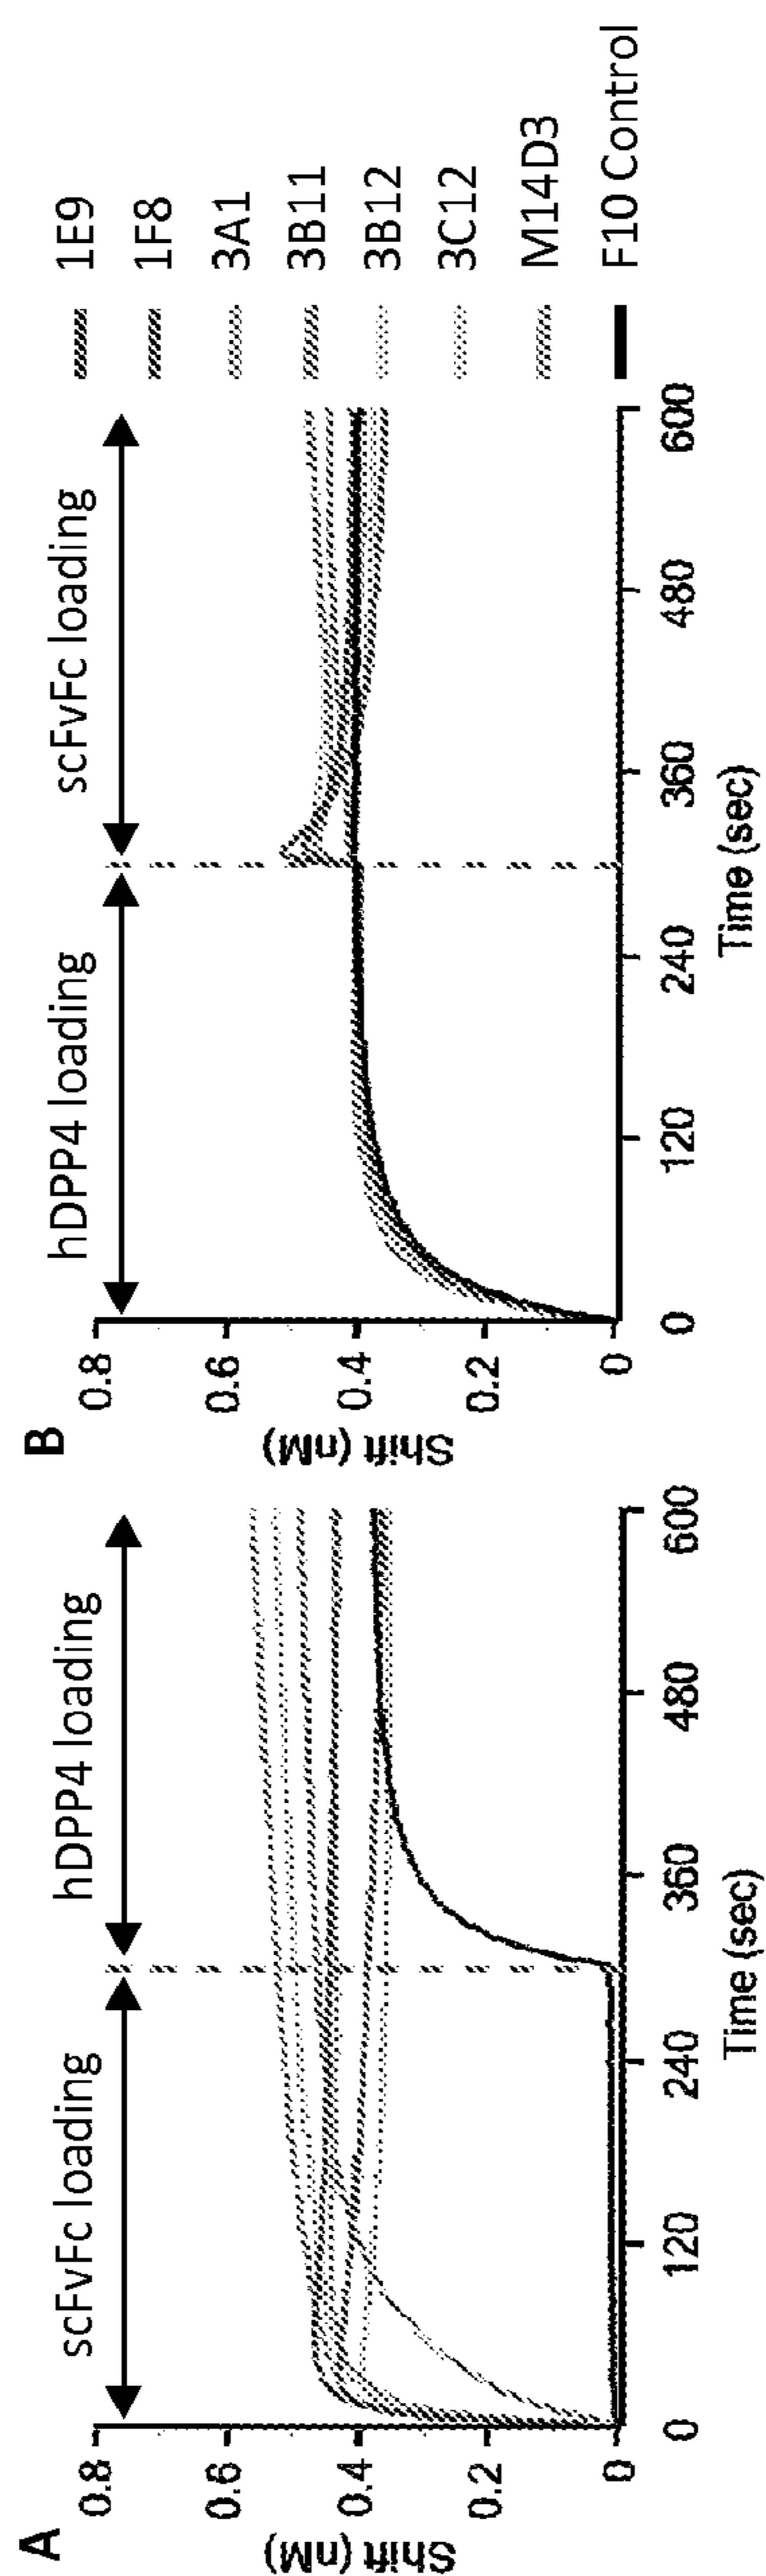 A
scFvFc loading
hDPP4 loading
0.8
0.6
0.4
0.2
0
Shift (nM)
0
120
240
360
480
600
Time (sec)
B
hDPP4 loading
scFvFc loading
0.8
0.6
0.4
0.2
0
Shift (nM)
0
120
240
360
480
600
Time (sec)
1E9
1F8
3A1
3B11
3B12
3C12
M14D3
F10 Control